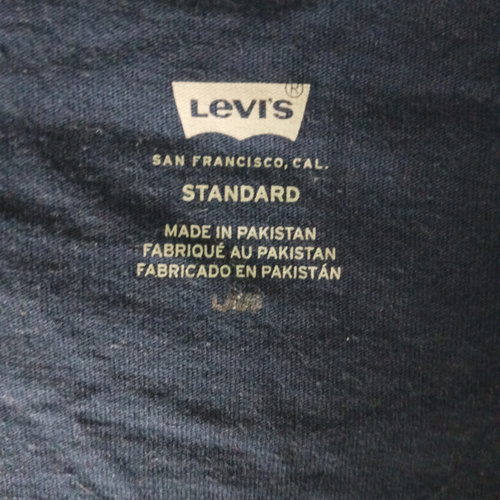 Levi's ®
SAN FRANCISCO, CAL.
STANDARD
MADE IN PAKISTAN
FABRIQUÉ AU PAKISTAN
FABRICADO EN PAKISTÁN